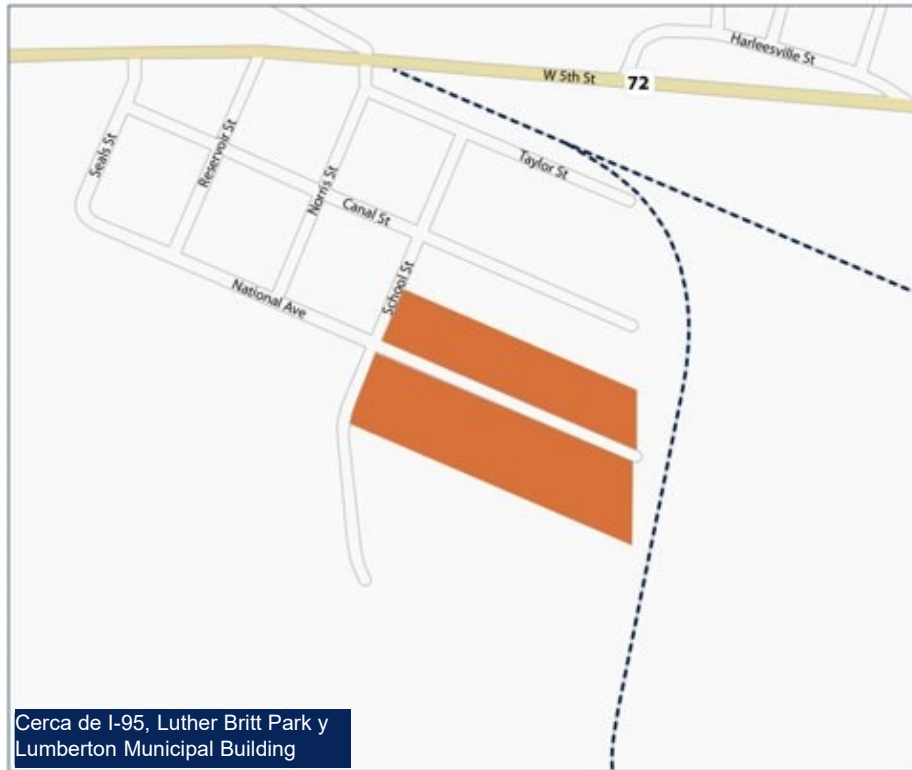 Harleesville St
W 5th St
72
Seals St
Reservoir St
Norris St
Taylor St
Canal St
National Ave
School St
Cerca de I-95, Luther Britt Park y
Lumberton Municipal Building